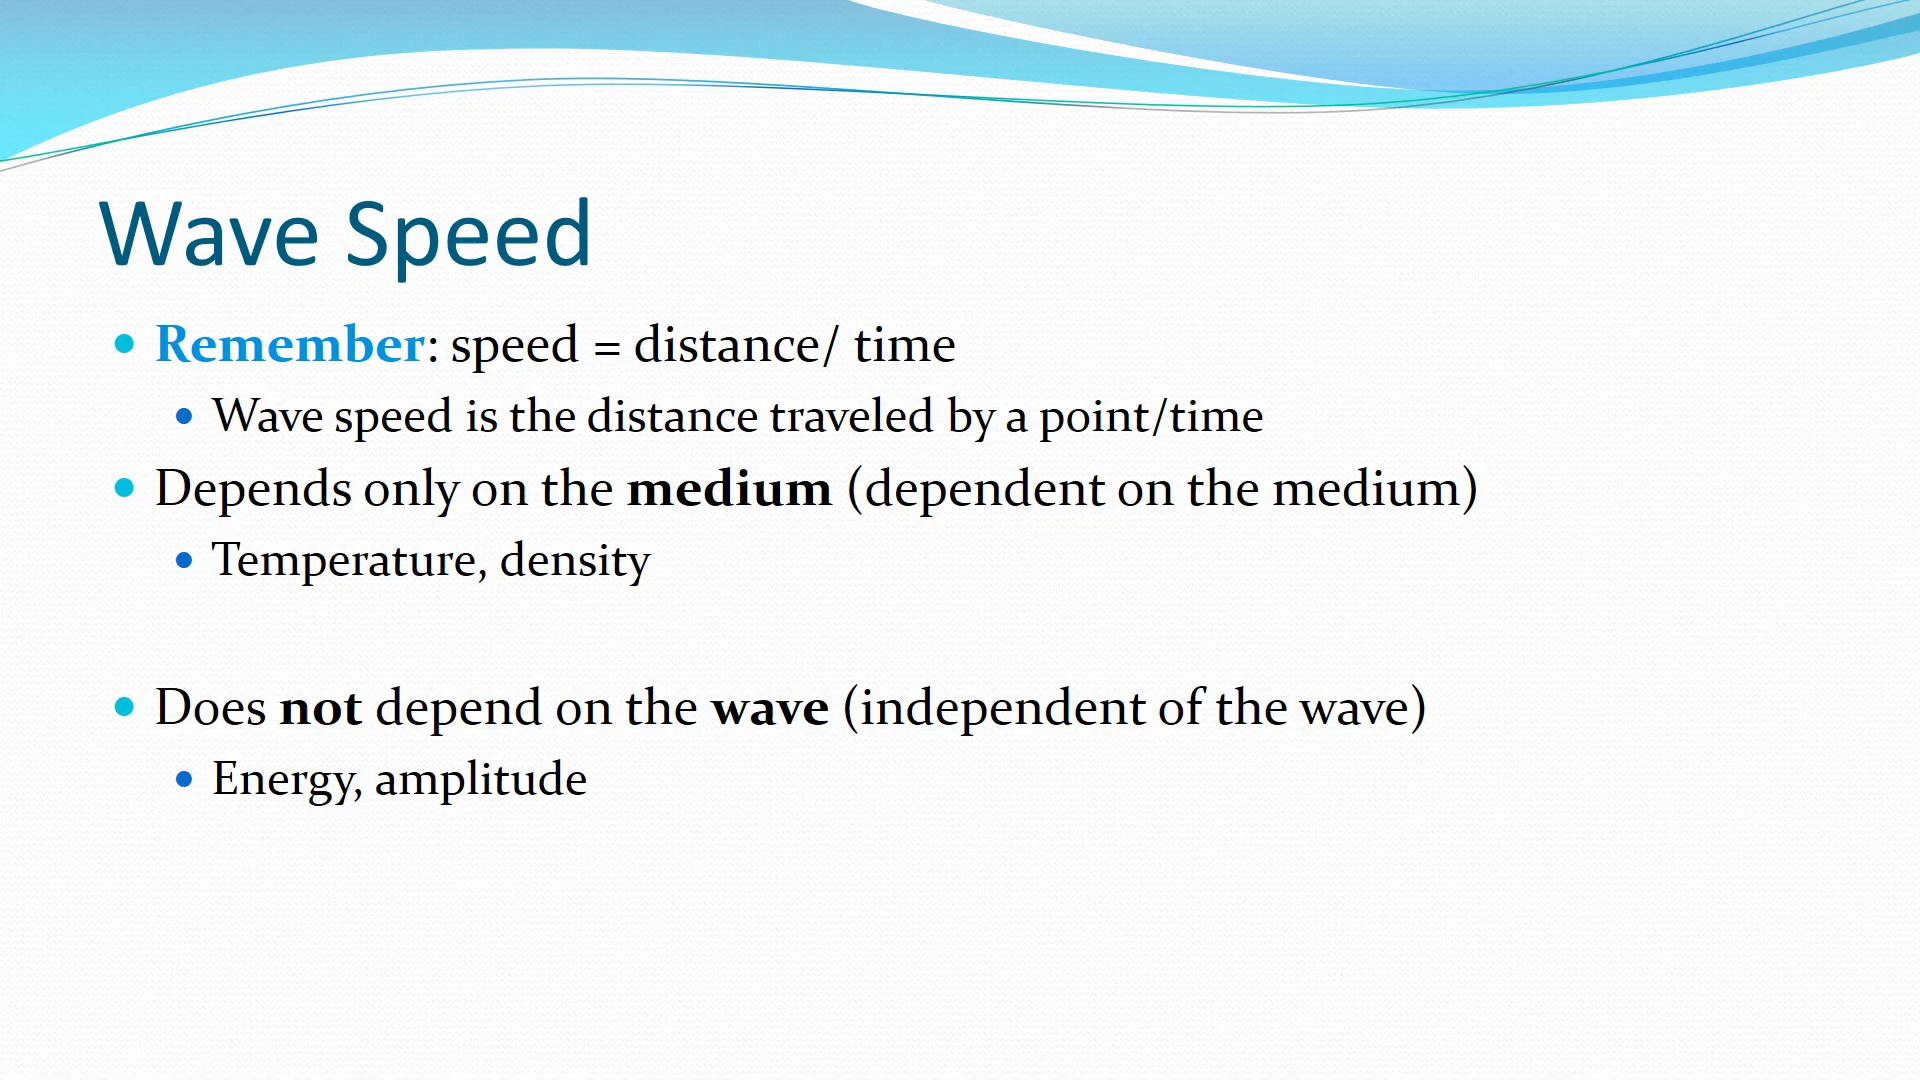 Wave Speed
Remember: speed = distance/ time
Wave speed is the distance traveled by a point/time
Depends only on the medium (dependent on the medium)
Temperature, density
Does not depend on the wave (independent of the wave)
Energy, amplitude